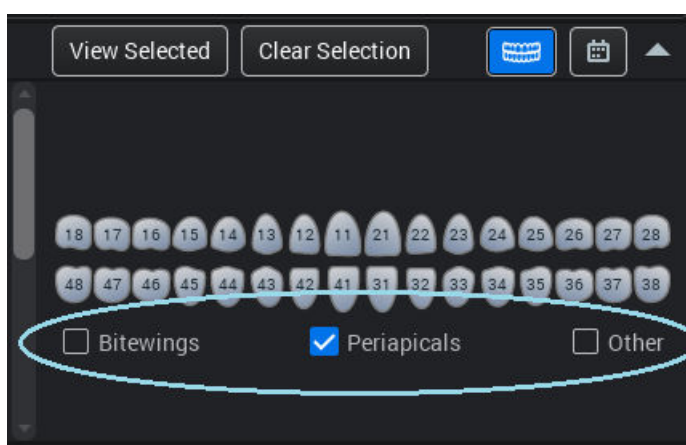 View Selected Clear Selection
18 17 16 15 14 13 12 11 21 22 23 24 25 26 27 28
48 47 46 45 44 43 42 41 31 32 33 34 35 36 37 38
Bitewings Periapicals Other